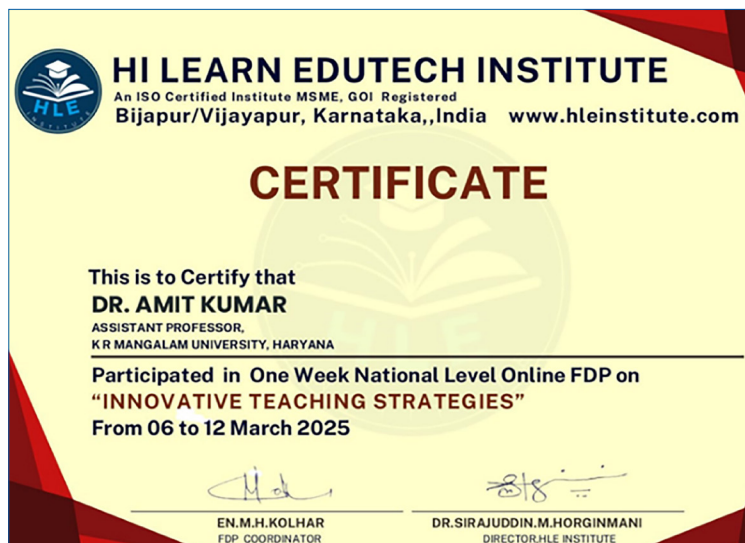 HI LEARN EDUTECH INSTITUTE
An ISO Certified Institute MSME, GOI Registered
Bijapur/Vijayapur, Karnataka,,India www.hleinstitute.com
HLE
INSTITUTE
CERTIFICATE
This is to Certify that
DR. AMIT KUMAR
ASSISTANT PROFESSOR,
K R MANGALAM UNIVERSITY, HARYANA
HLE
Participated in One Week National Level Online FDP on
“INNOVATIVE TEACHING STRATEGIES”
From 06 to 12 March 2025
EN.M.H.KOLHAR
FDP COORDINATOR
DR.SIRAJUDDIN.M.HORGINMANI
DIRECTOR.HLE INSTITUTE